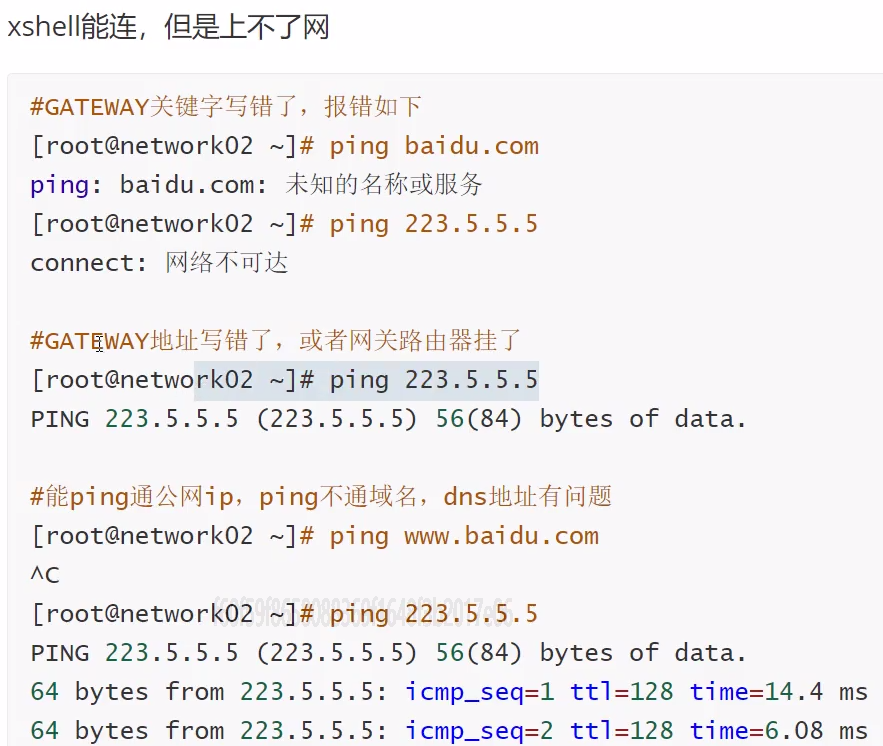 xshell能连，但是上不了网
#GATEWAY关键字写错了，报错如下
[root@network02 ~]# ping baidu.com
ping: baidu.com: 未知的名称或服务
[root@network02 ~]# ping 223.5.5.5
connect: 网络不可达
#GATEWAY地址写错了，或者网关路由器挂了
[root@network02 ~]# ping 223.5.5.5
PING 223.5.5.5 (223.5.5.5) 56(84) bytes of data.
#能ping通公网ip，ping不通域名，dns地址有问题
[root@network02 ~]# ping www.baidu.com
^C
[root@network02 ~]# ping 223.5.5.5
PING 223.5.5.5 (223.5.5.5) 56(84) bytes of data.
64 bytes from 223.5.5.5: icmp_seq=1 ttl=128 time=14.4 ms
64 bytes from 223.5.5.5: icmp_seq=2 ttl=128 time=6.08 ms